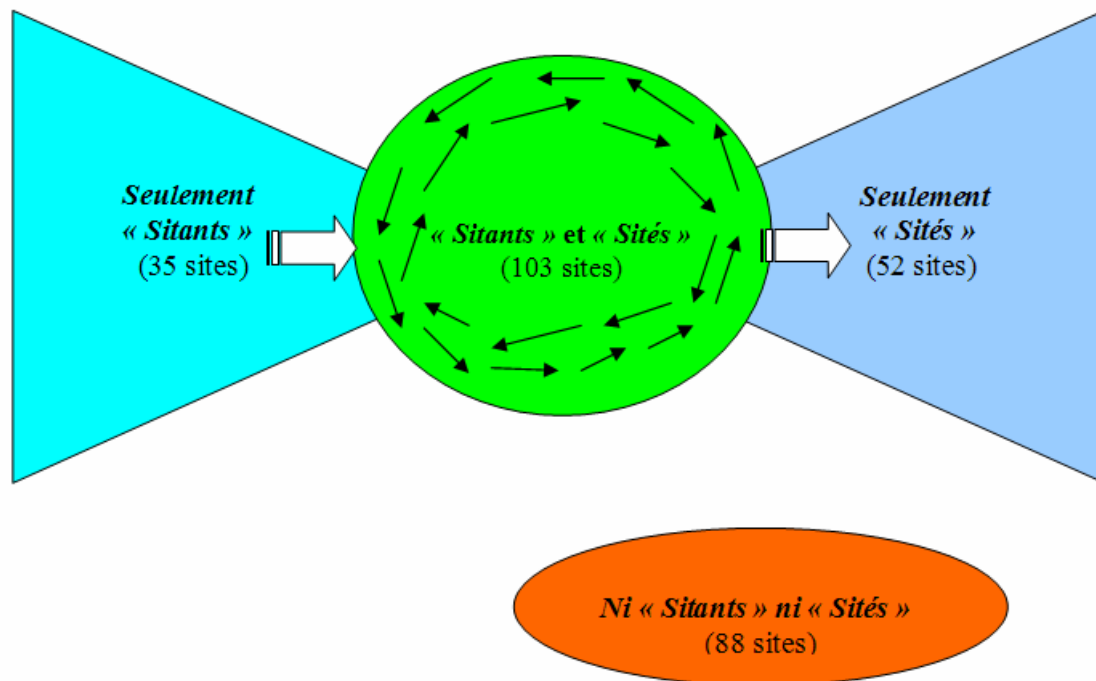 Seulement
« Sitants »
(35 sites)
« Sitants » et « Sités »
(103 sites)
Seulement
« Sités »
(52 sites)
Ni « Sitants » ni « Sités »
(88 sites)